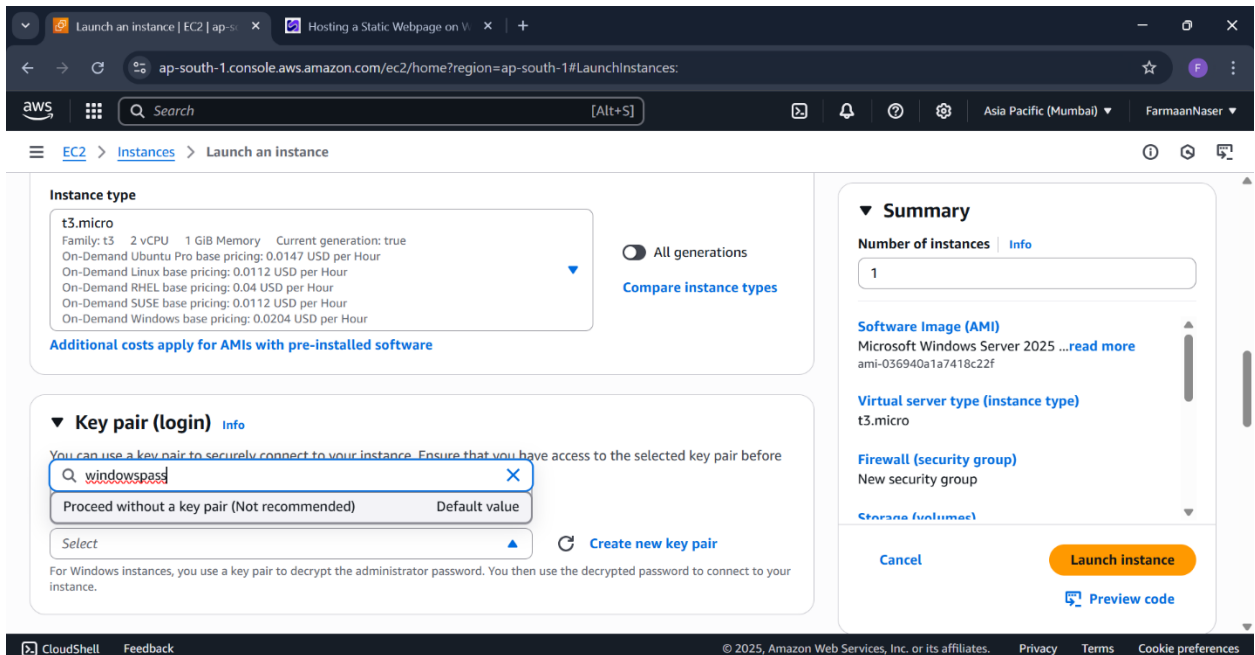 Launch an instance | EC2 | ap-s
Hosting a Static Webpage on W
ap-south-1.console.aws.amazon.com/ec2/home?region=ap-south-1#LaunchInstances:
F
aws
Search
[Alt+S]
Asia Pacific (Mumbai)
FarmaanNaser
EC2 > Instances > Launch an instance
Instance type
t3.micro
Family: t3 2 vCPU 1 GiB Memory Current generation: true
On-Demand Ubuntu Pro base pricing: 0.0147 USD per Hour
On-Demand Linux base pricing: 0.0112 USD per Hour
On-Demand RHEL base pricing: 0.04 USD per Hour
On-Demand SUSE base pricing: 0.0112 USD per Hour
On-Demand Windows base pricing: 0.0204 USD per Hour
All generations
Compare instance types
Additional costs apply for AMIs with pre-installed software
Key pair (login) Info
You can use a key pair to securely connect to your instance. Ensure that you have access to the selected key pair before
windowspass
Proceed without a key pair (Not recommended) Default value
Select
Create new key pair
For Windows instances, you use a key pair to decrypt the administrator password. You then use the decrypted password to connect to your
instance.
Summary
Number of instances Info
1
Software Image (AMI)
Microsoft Windows Server 2025 ...read more
ami-036940a1a7418c22f
Virtual server type (instance type)
t3.micro
Firewall (security group)
New security group
Storage (volumes)
Cancel
Launch instance
Preview code
CloudShell Feedback
© 2025, Amazon Web Services, Inc. or its affiliates. Privacy Terms Cookie preferences